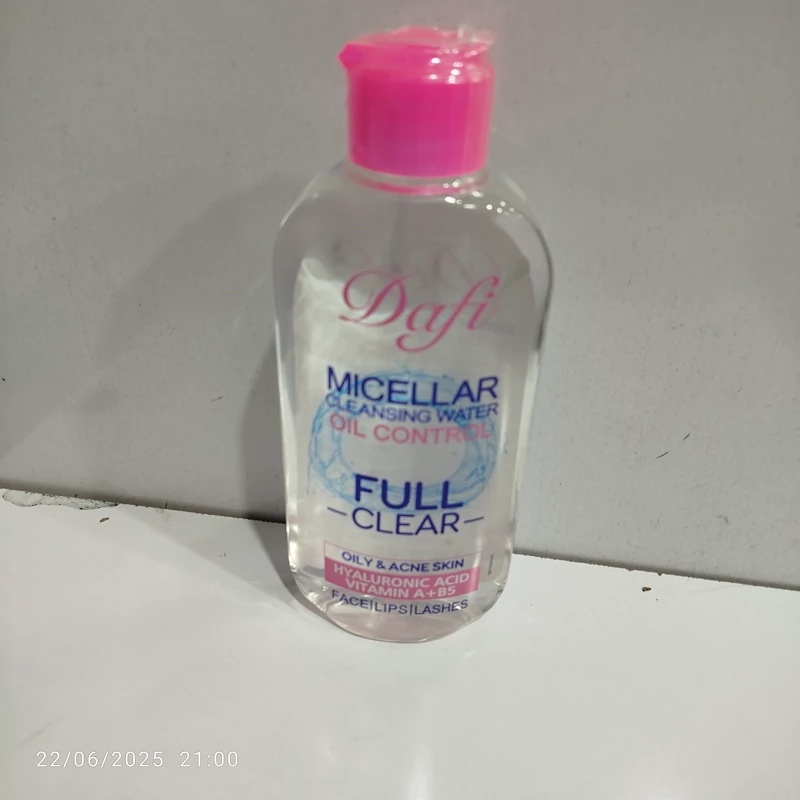 Dafi
MICELLAR
CLEANSING WATER
OIL CONTROL
FULL
CLEAR
OILY & ACNE SKIN
HYALURONIC ACID
VITAMIN A+B5
FACE|LIPS|LASHES
22/06/2025 21:00